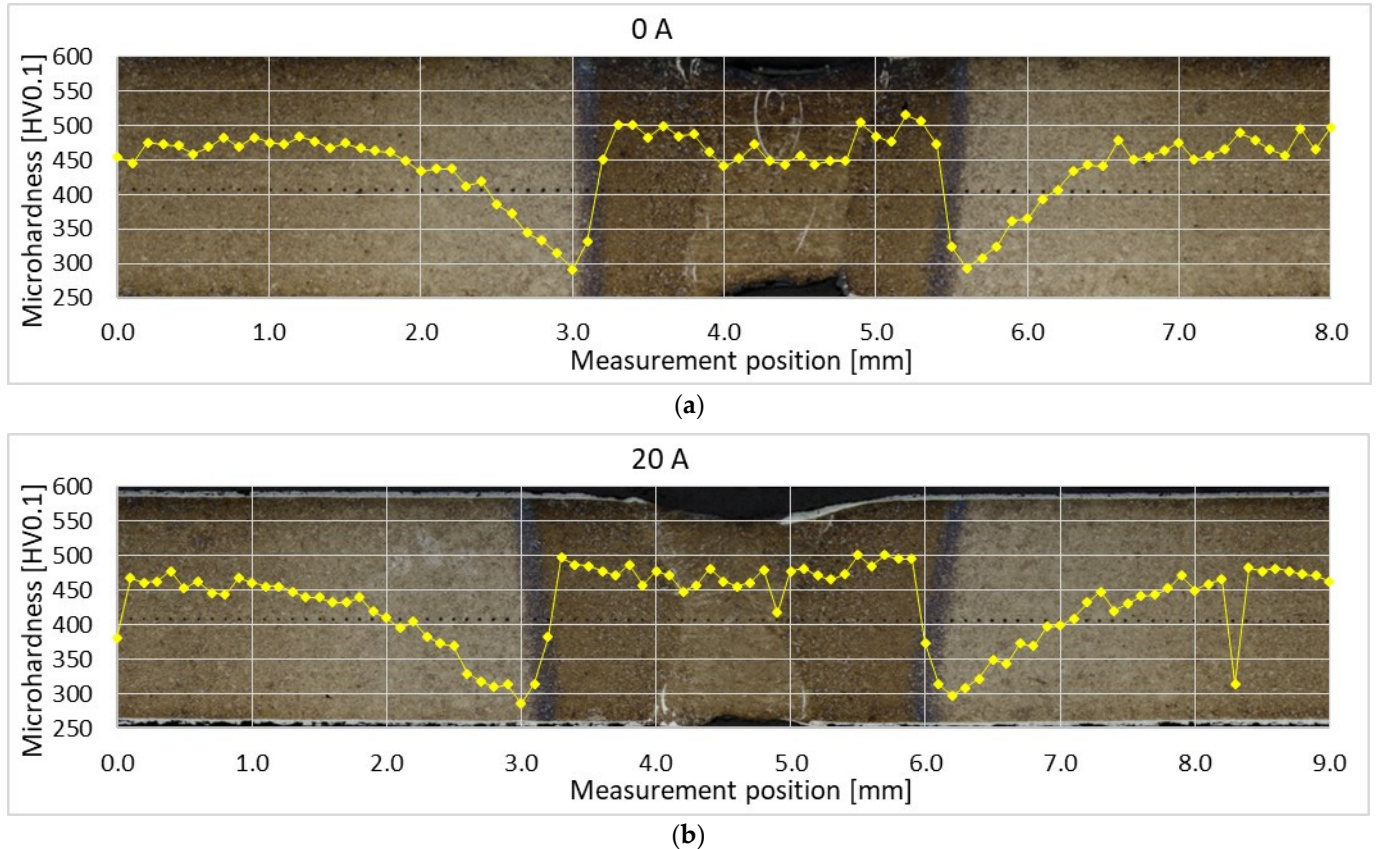 0 A
Microhardness [HV0.1]
600
550
500
450
400
350
300
250
0.0 1.0 2.0 3.0 4.0 5.0 6.0 7.0 8.0
Measurement position [mm]
(a)
20 A
Microhardness [HV0.1]
600
550
500
450
400
350
300
250
0.0 1.0 2.0 3.0 4.0 5.0 6.0 7.0 8.0 9.0
Measurement position [mm]
(b)